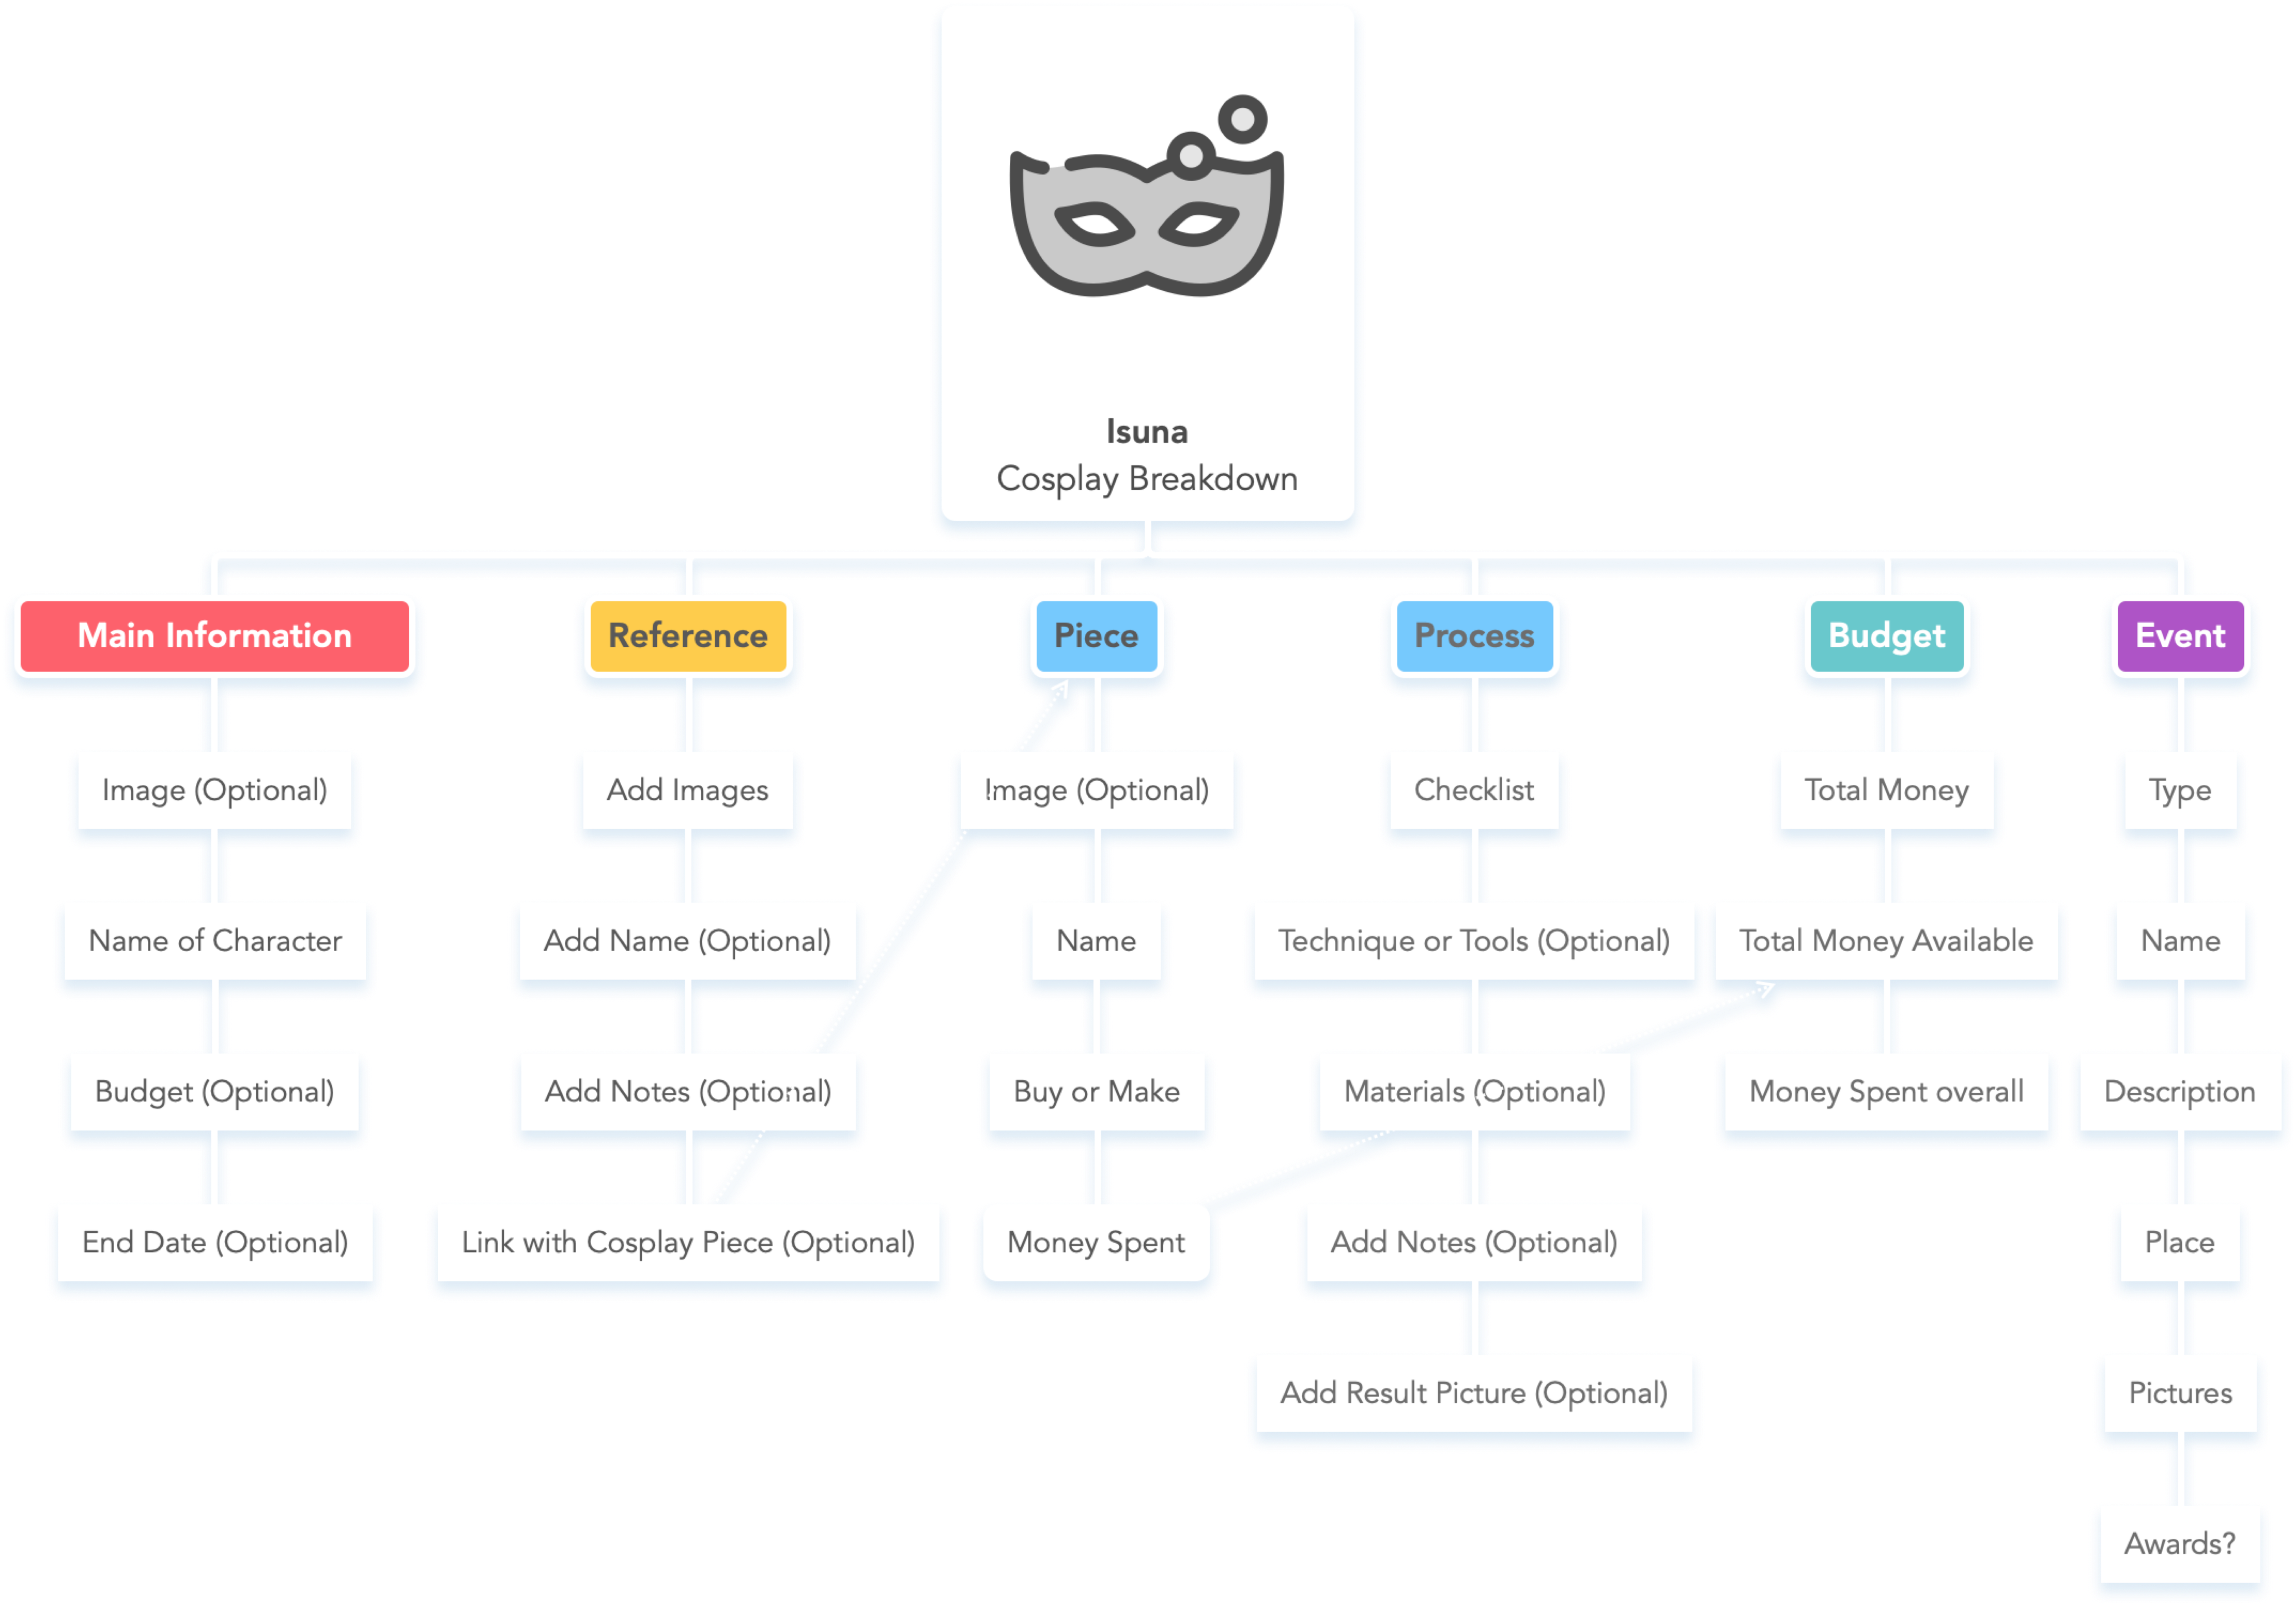 Isuna
Cosplay Breakdown
Main Information
Reference
Piece
Process
Budget
Event
Image (Optional)
Add Images
Image (Optional)
Checklist
Total Money
Type
Name of Character
Add Name (Optional)
Name
Technique or Tools (Optional)
Total Money Available
Name
Budget (Optional)
Add Notes (Optional)
Buy or Make
Materials (Optional)
Money Spent overall
Description
End Date (Optional)
Link with Cosplay Piece (Optional)
Money Spent
Add Notes (Optional)
Place
Add Result Picture (Optional)
Pictures
Awards?